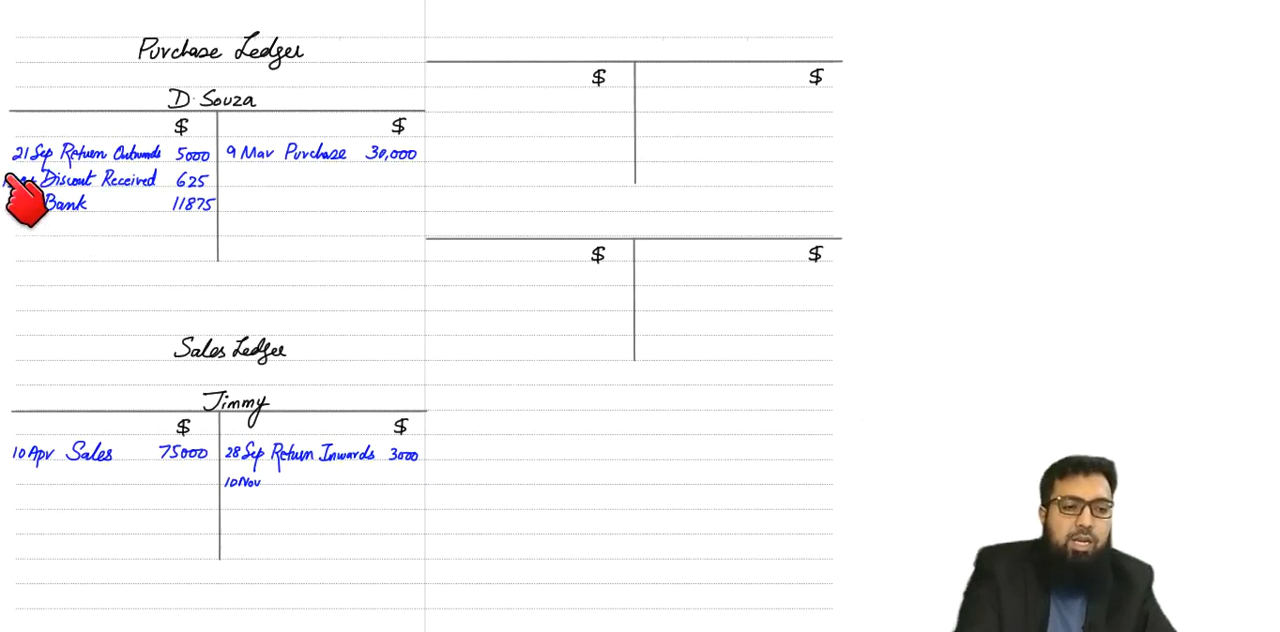 Purchase Ledger
D. Souza
$ $
21 Sep Return Outwards 5000 9 Mar Purchase 30,000
Discout Received 625
Bank 11875
Sales Ledger
Jimmy
$ $
10 Apr Sales 75000 28 Sep Return Inwards 3000
10 Nov
$ $
$ $